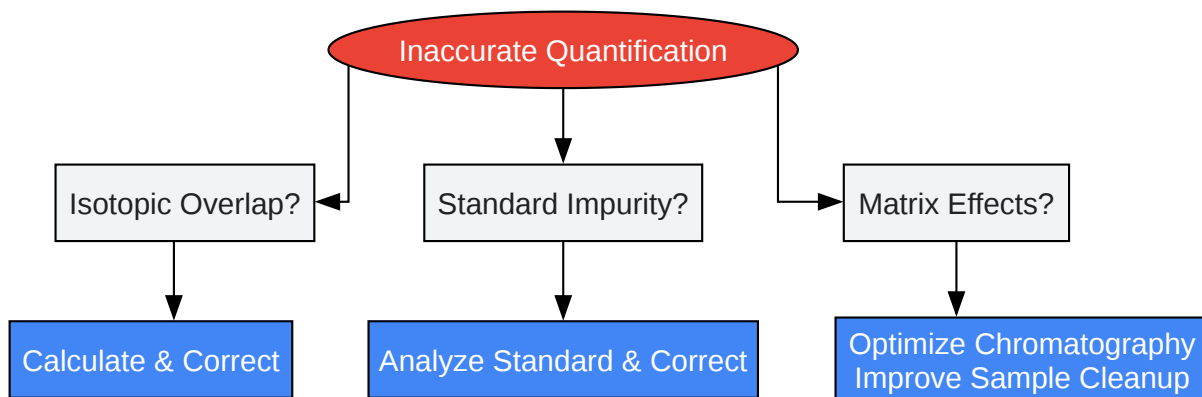 Inaccurate Quantification
Isotopic Overlap?
Standard Impurity?
Matrix Effects?
Calculate & Correct
Analyze Standard & Correct
Optimize Chromatography
Improve Sample Cleanup